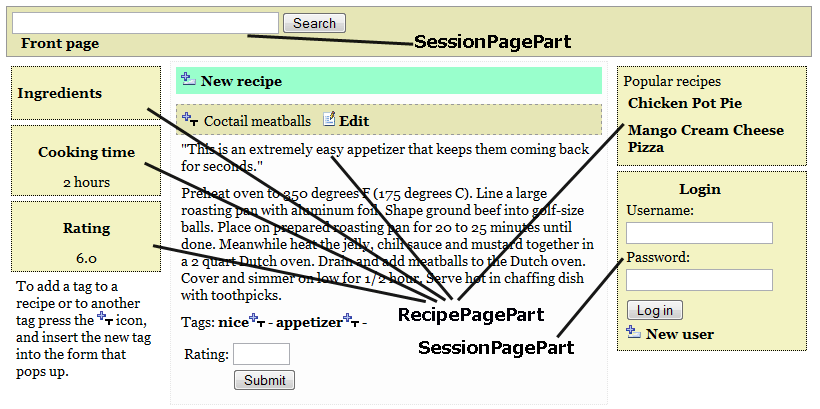 Search
Front page
SessionPagePart
Ingredients
Cooking time
2 hours
Rating
6.0
To add a tag to a
recipe or to another
tag press the T icon,
and insert the new tag
into the form that
pops up.
New recipe
T Coctail meatballs Edit
"This is an extremely easy appetizer that keeps them coming back
for seconds."
Preheat oven to 350 degrees F (175 degrees C). Line a large
roasting pan with aluminum foil. Shape ground beef into golf-size
balls. Place on prepared roasting pan for 20 to 25 minutes until
done. Meanwhile heat the jelly, chili sauce and mustard together in
a 2 quart Dutch oven. Drain and add meatballs to the Dutch oven.
Cover and simmer on low for 1/2 hour. Serve hot in chaffing dish
with toothpicks.
RecipePagePart
Tags: nice T - appetizer T -
SessionPagePart
Rating:
Submit
Popular recipes
Chicken Pot Pie
Mango Cream Cheese
Pizza
Login
Username:
Password:
Log in
New user